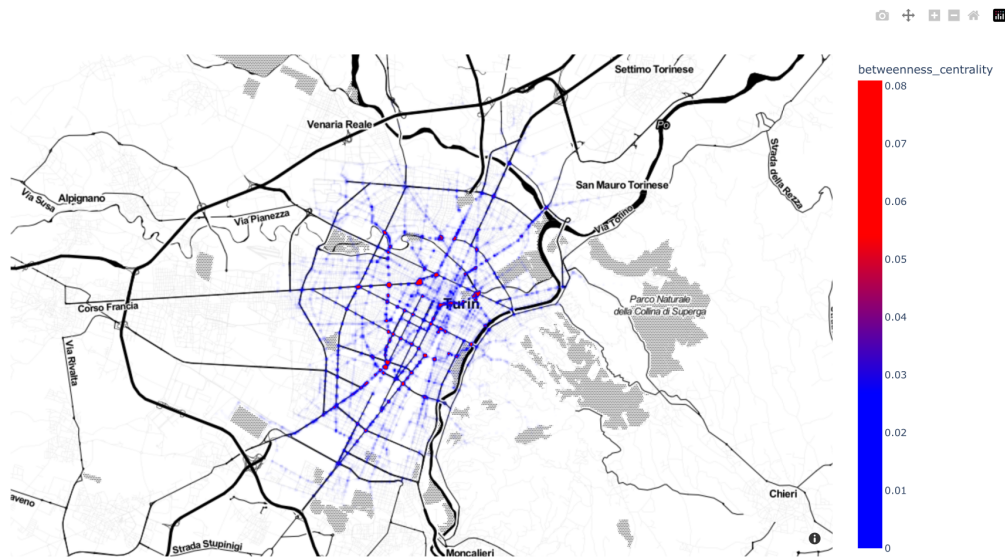 betweenness_centrality
Settimo Torinese
0.08
Venaria Reale
Po
0.07
Strada della Rezza
San Mauro Torinese
0.06
Via Susa
Alpignano
Via Pianezza
Via Torino
0.05
Parco Naturale
della Collina di Superga
Turin
Corso Francia
0.04
Via Rivalta
0.03
0.02
0.01
Chieri
aveno
Strada Stupinigi
Moncalieri
0